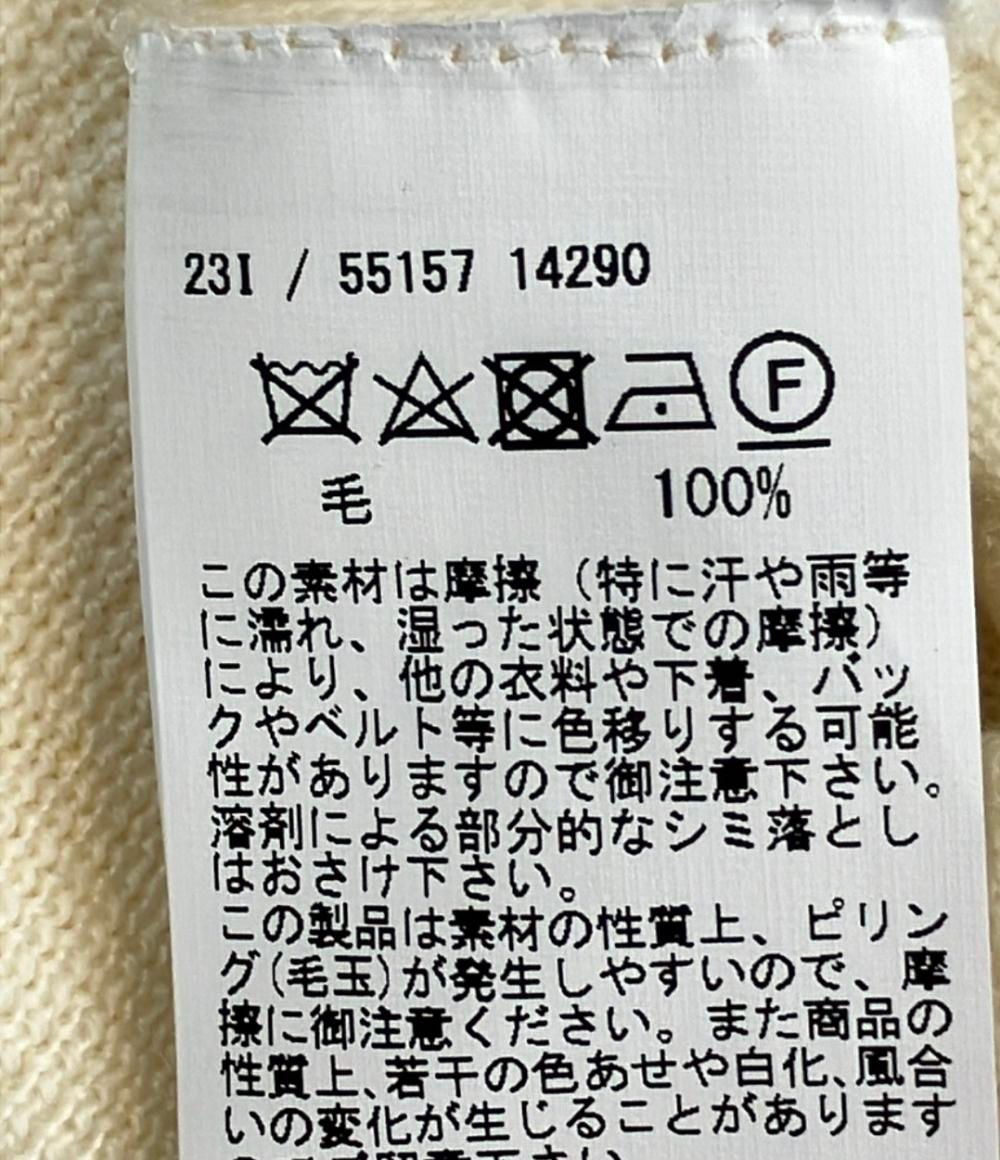 23I / 55157 14290
F
毛 100%
この素材は摩擦（特に汗や雨等
に濡れ、湿った状態での摩擦）
により、他の衣料や下着、バッ
クやベルト等に色移りする可能
性がありますので御注意下さい。
溶剤による部分的なシミ落とし
はおさけ下さい。
この製品は素材の性質上、ピリン
グ(毛玉)が発生しやすいので、摩
擦に御注意ください。また商品の
性質上、若干の色あせや白化、風合
いの変化が生じることがあります